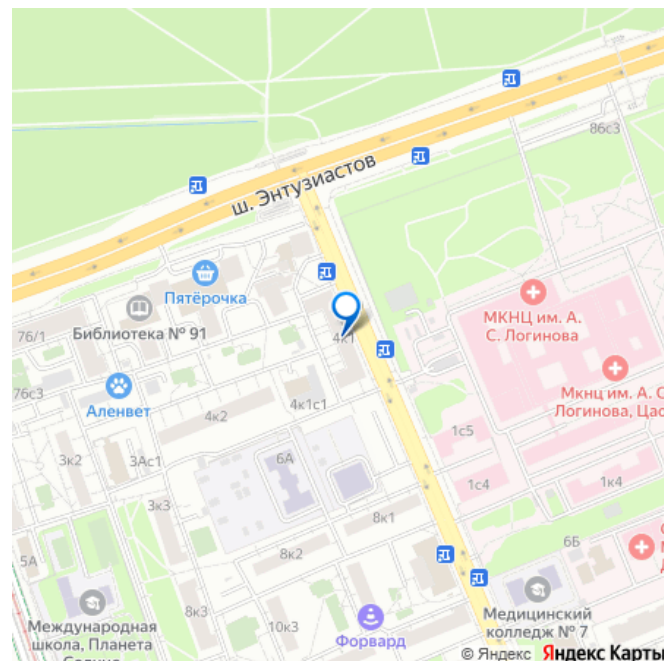 86с3
ш. Энтузиастов
Пятёрочка
МКНЦ им. А.
С. Логинова
Библиотека № 91
76/1
4к1
76с3
Аленвет
4к1с1
Мкнц им. А. С
Логинова, Цао
4к2
1с5
3к2
3Ас1
6А
1с4
1к4
3к3
8к1
5А
8к2
6Б
8к3
10к3
Форвард
Международная
школа, Планета
Медицинский
колледж № 7
© Яндекс Яндекс Карты